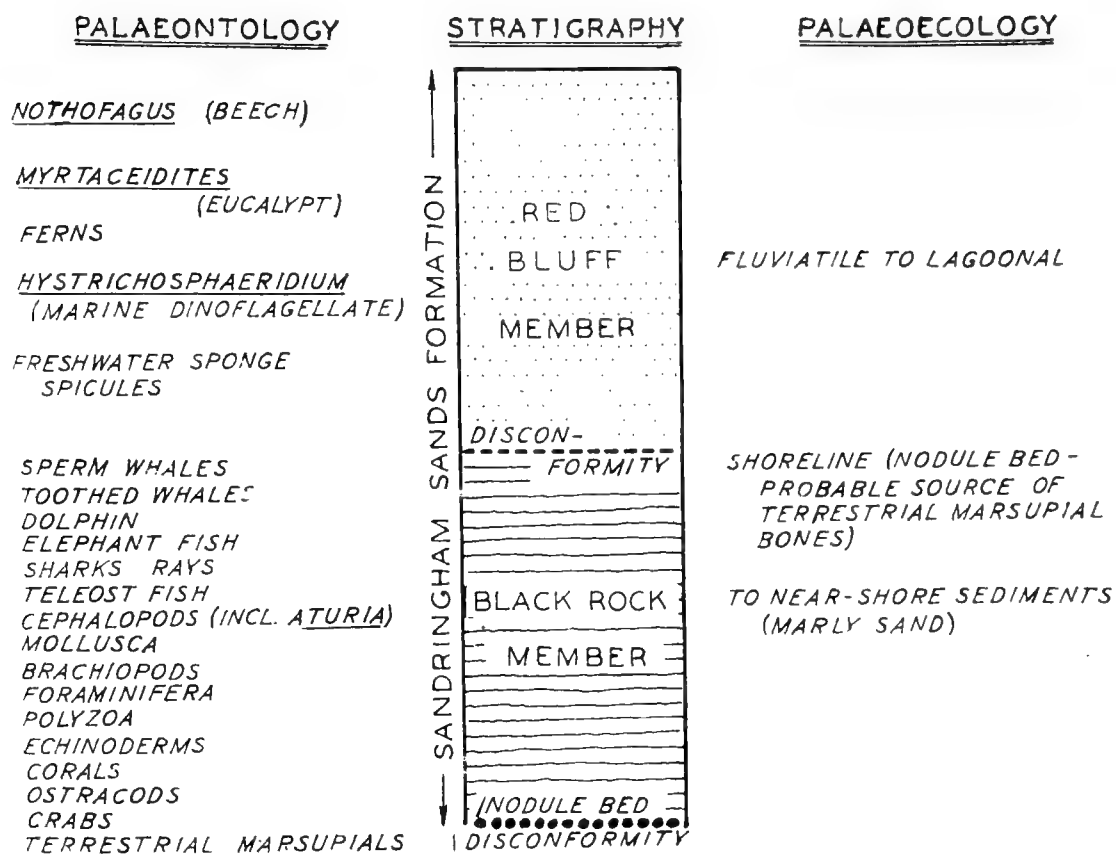 PALAEONTOLOGY
NOTHOFAGUS (BEECH)
MYRTACEIDITES
(EUCALYPT)
FERNS
HYSTRICHOSPHAERIDIUM
(MARINE DINOFLAGELLATE)
FRESHWATER SPONGE
SPICULES
SPERM WHALES
TOOTHED WHALES
DOLPHIN
ELEPHANT FISH
SHARKS RAYS
TELEOST FISH
CEPHALOPODS (INCL. ATURIA)
MOLLUSCA
BRACHIOPODS
FORAMINIFERA
POLYZOA
ECHINODERMS
CORALS
OSTRACODS
CRABS
TERRESTRIAL MARSUPIALS
STRATIGRAPHY
SANDRINGHAM SANDS FORMATION
RED
BLUFF
MEMBER
DISCON-
FORMITY
BLACK ROCK
MEMBER
NODULE BED
DISCONFORMITY
PALAEOECOLOGY
FLUVIATILE TO LAGOONAL
SHORELINE (NODULE BED-
PROBABLE SOURCE OF
TERRESTRIAL MARSUPIAL
BONES)
TO NEAR-SHORE SEDIMENTS
(MARLY SAND)